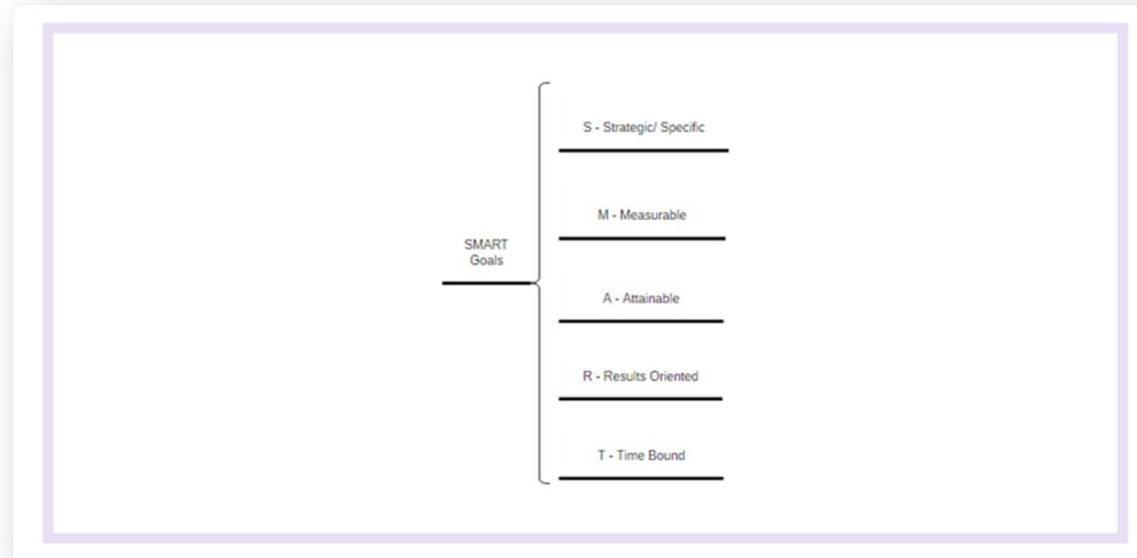 S - Strategic/ Specific
M - Measurable
SMART
Goals
A - Attainable
R - Results Oriented
T - Time Bound